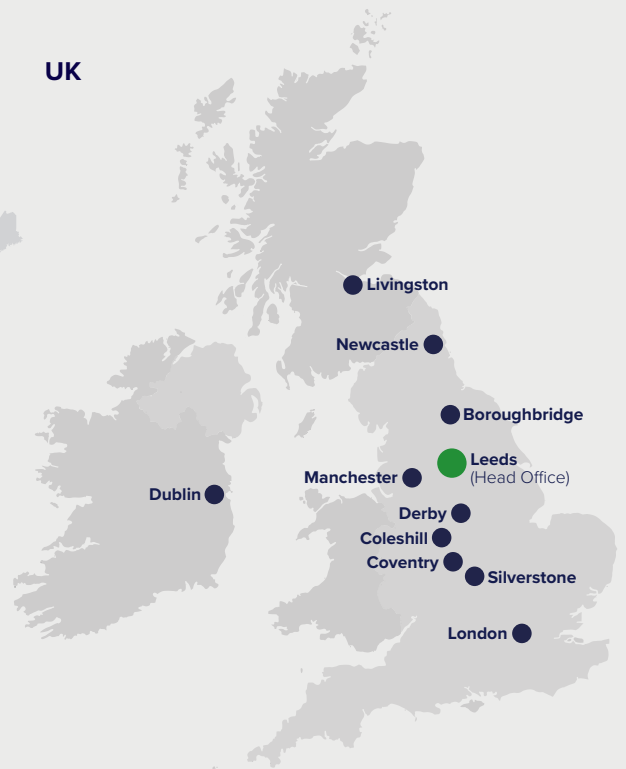 UK
Livingston
Newcastle
Boroughbridge
Leeds
(Head Office)
Manchester
Dublin
Derby
Coleshill
Coventry
Silverstone
London